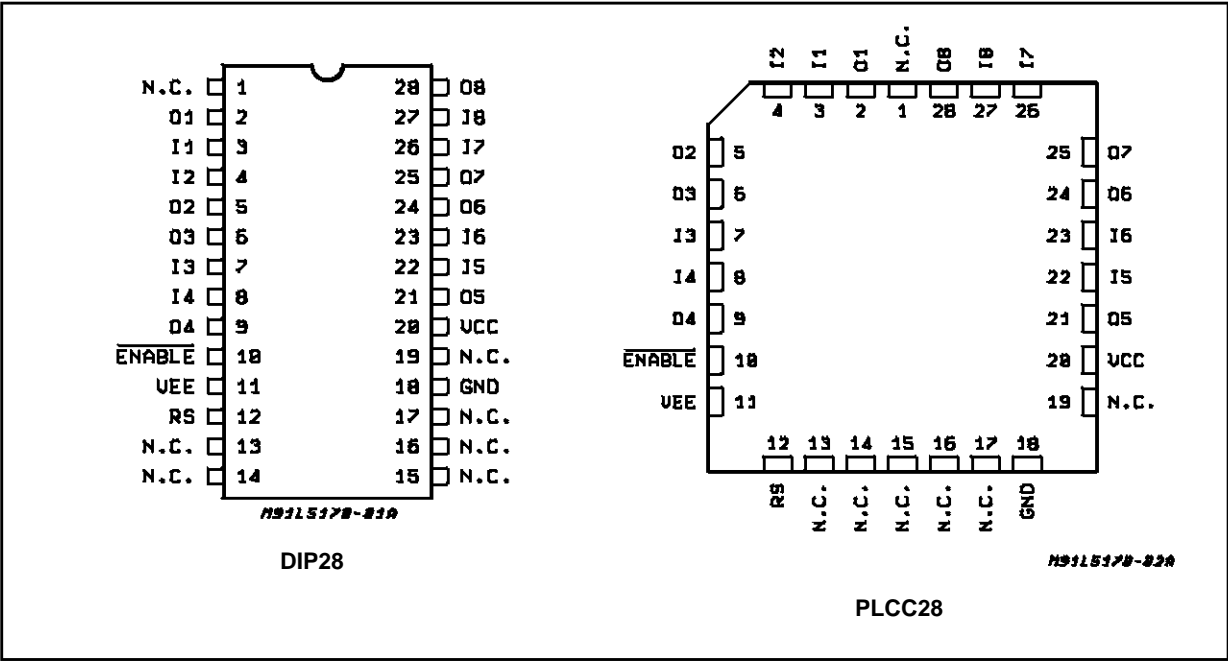 N.C. 1 28 O8
O1 2 27 I8
I1 3 26 I7
I2 4 25 O7
O2 5 24 O6
O3 6 23 I6
I3 7 22 I5
I4 8 21 O5
O4 9 20 VCC
ENABLE 10 19 N.C.
VEE 11 18 GND
RS 12 17 N.C.
N.C. 13 16 N.C.
N.C. 14 15 N.C.
M91L5170-01A
DIP28
I2 I1 O1 N.C. O8 I8 I7
4 3 2 1 28 27 26
O2 5 25 O7
O3 6 24 O6
I3 7 23 I6
I4 8 22 I5
O4 9 21 O5
ENABLE 10 20 VCC
VEE 11 19 N.C.
12 13 14 15 16 17 18
RS N.C. N.C. N.C. N.C. N.C. GND
M91L5170-02A
PLCC28